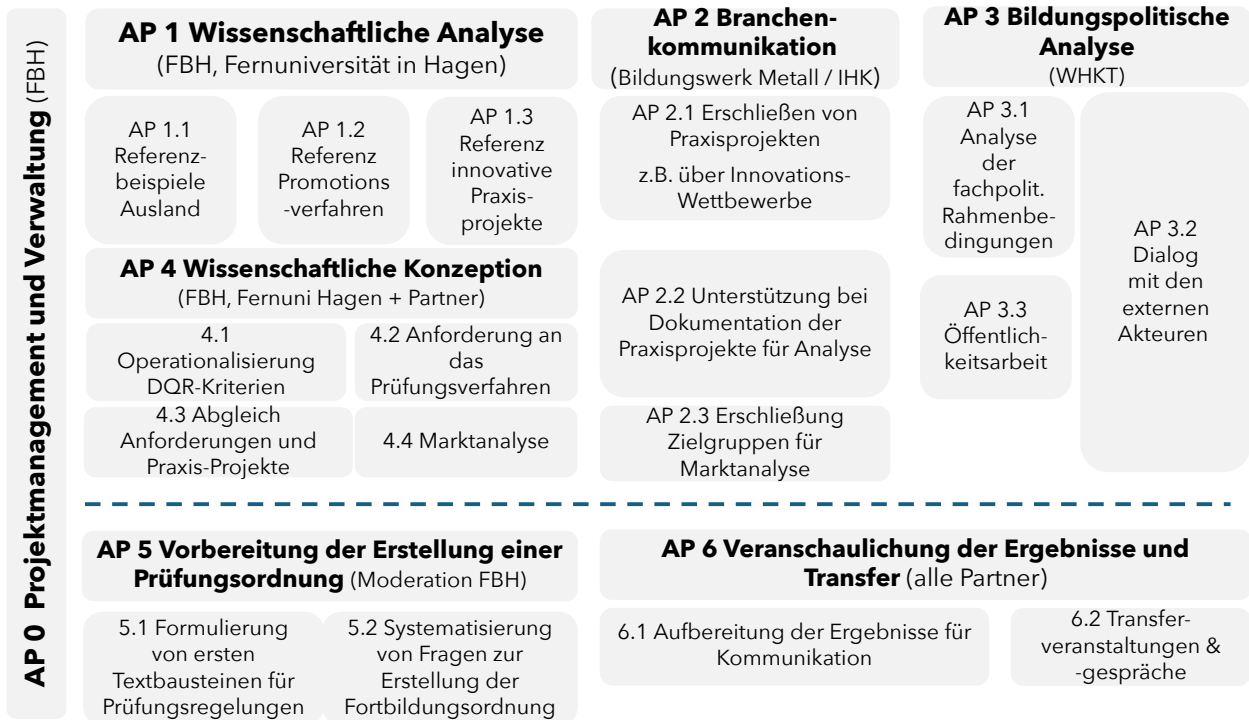 AP 0 Projektmanagement und Verwaltung (FBH)
AP 1 Wissenschaftliche Analyse
(FBH, Fernuniversität in Hagen)
AP 1.1
Referenz-
beispiele
Ausland
AP 1.2
Referenz
Promotions
-verfahren
AP 1.3
Referenz
innovative
Praxis-
projekte
AP 4 Wissenschaftliche Konzeption
(FBH, Fernuni Hagen + Partner)
4.1
Operationalisierung
DQR-Kriterien
4.2 Anforderung an
das
Prüfungsverfahren
4.3 Abgleich
Anforderungen und
Praxis-Projekte
4.4 Marktanalyse
AP 2 Branchen-
kommunikation
(Bildungswerk Metall / IHK)
AP 2.1 Erschließen von
Praxisprojekten
z.B. über Innovations-
Wettbewerbe
AP 2.2 Unterstützung bei
Dokumentation der
Praxisprojekte für Analyse
AP 2.3 Erschließung
Zielgruppen für
Marktanalyse
AP 3 Bildungspolitische
Analyse
(WHKT)
AP 3.1
Analyse
der
fachpolit.
Rahmenbe-
dingungen
AP 3.3
Öffentlich-
keitsarbeit
AP 3.2
Dialog
mit den
externen
Akteuren
AP 5 Vorbereitung der Erstellung einer
Prüfungsordnung (Moderation FBH)
5.1 Formulierung
von ersten
Textbausteinen für
Prüfungsregelungen
5.2 Systematisierung
von Fragen zur
Erstellung der
Fortbildungsordnung
AP 6 Veranschaulichung der Ergebnisse und
Transfer (alle Partner)
6.1 Aufbereitung der Ergebnisse für
Kommunikation
6.2 Transfer-
veranstaltungen &
-gespräche